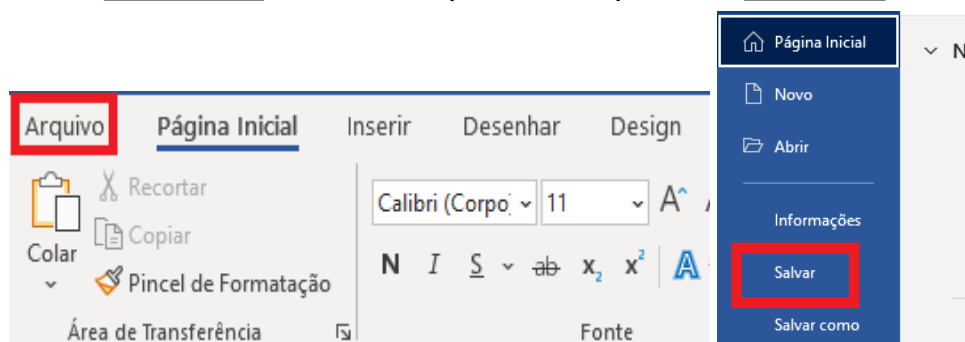 Arquivo Página Inicial Inserir Desenhar Design
Recortar
Copiar
Colar
Pincel de Formatação
Área de Transferência
Calibri (Corpo) 11 A
N I S ab x₂ x² A
Fonte
Página Inicial
Novo
Abrir
Informações
Salvar
Salvar como
N